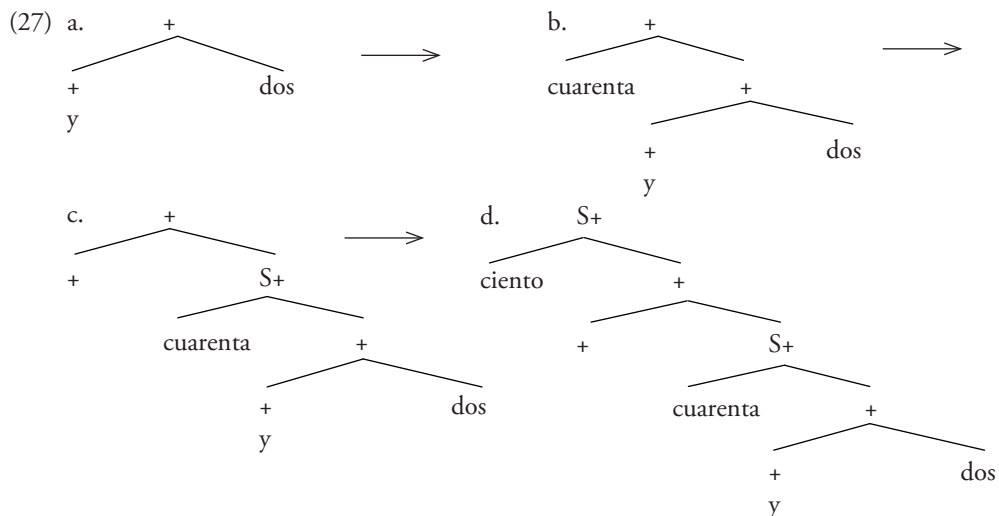 (27) a. + b. +
+ dos cuarenta +
y + dos
y
c. + d. S+
+ S+ ciento +
cuarenta + + S+
+ dos cuarenta +
y + dos
y